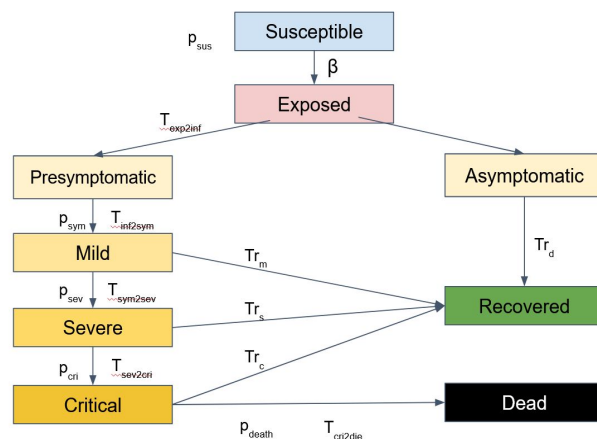 Susceptible
p_sus
β
Exposed
T_exp2inf
Presymptomatic
Asymptomatic
p_sym T_inf2sym
Mild
Tr_m
Tr_d
p_sev T_sym2sev
Severe
Tr_s
Recovered
p_cri T_sev2cri
Tr_c
Critical
Dead
p_death T_cri2die